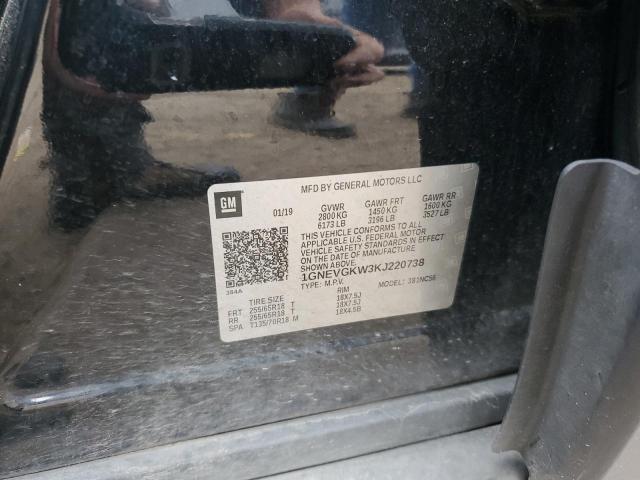 MFD BY GENERAL MOTORS LLC
GM
01/19 GVWR GAWR FRT GAWR RR
2800 KG 1450 KG 1600 KG
6173 LB 3196 LB 3527 LB
THIS VEHICLE CONFORMS TO ALL
APPLICABLE U.S. FEDERAL MOTOR
VEHICLE SAFETY STANDARDS IN
EFFECT ON THE DATE OF MANUFACTURE
SHOWN ABOVE.
1GNEVGKW3KJ220738
TYPE: M.P.V. MODEL:
384A
TIRE SIZE RIM
FRT 255/65R18 T 18X7.5J
RR 255/65R18 T 18X7.5J
SPA T135/70R18 M 18X4.5B